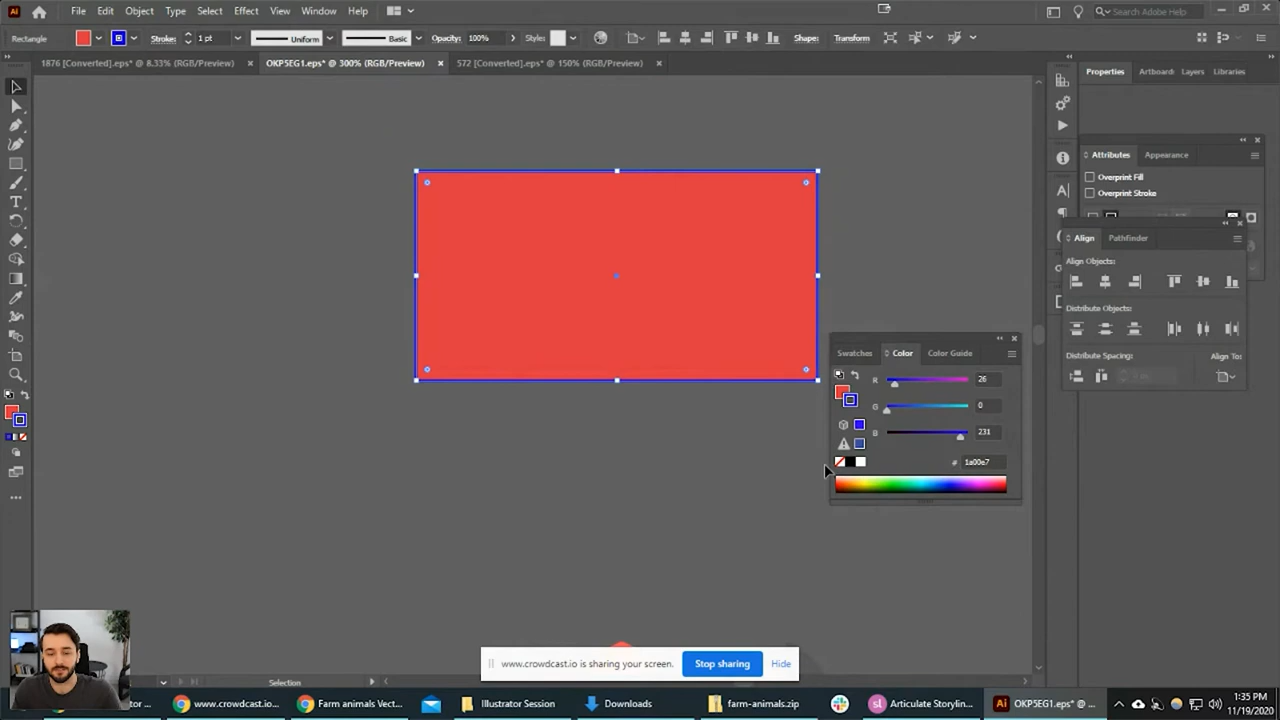 Ai File Edit Object Type Select Effect View Window Help Search Adobe Help
Rectangle Stroke: 1 pt Uniform Basic Opacity: 100% Style: Shape: Transform
1876 [Converted].eps* @ 8.33% (RGB/Preview) × OKP5EG1.eps* @ 300% (RGB/Preview) × 572 [Converted].eps* @ 150% (RGB/Preview) ×
Properties Artboard Layers Libraries
Attributes Appearance
Overprint Fill
Overprint Stroke
Align Pathfinder
Align Objects:
Distribute Objects:
Distribute Spacing: Align To:
Swatches Color Color Guide
R 26
G 0
B 231
# 1a00e7
www.crowdcast.io is sharing your screen. Stop sharing Hide
Selection
www.crowdcast.io... Farm animals Vect... Illustrator Session Downloads farm-animals.zip Articulate Storylin... OKP5EG1.eps* @ ...
1:35 PM
11/19/2020